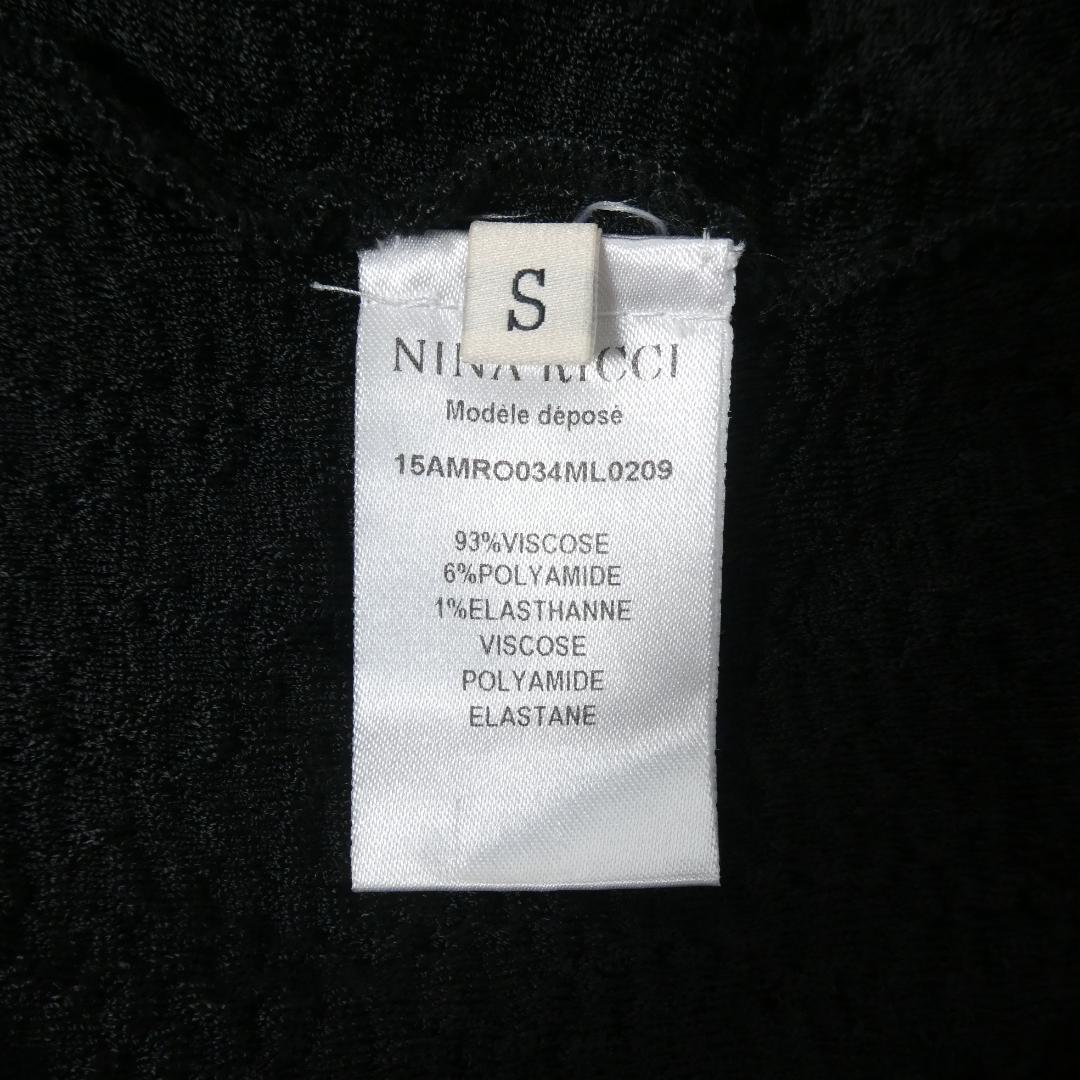 S
NINA RICCI
Modèle déposé
15AMRO034ML0209
93%VISCOSE
6%POLYAMIDE
1%ELASTHANNE
VISCOSE
POLYAMIDE
ELASTANE